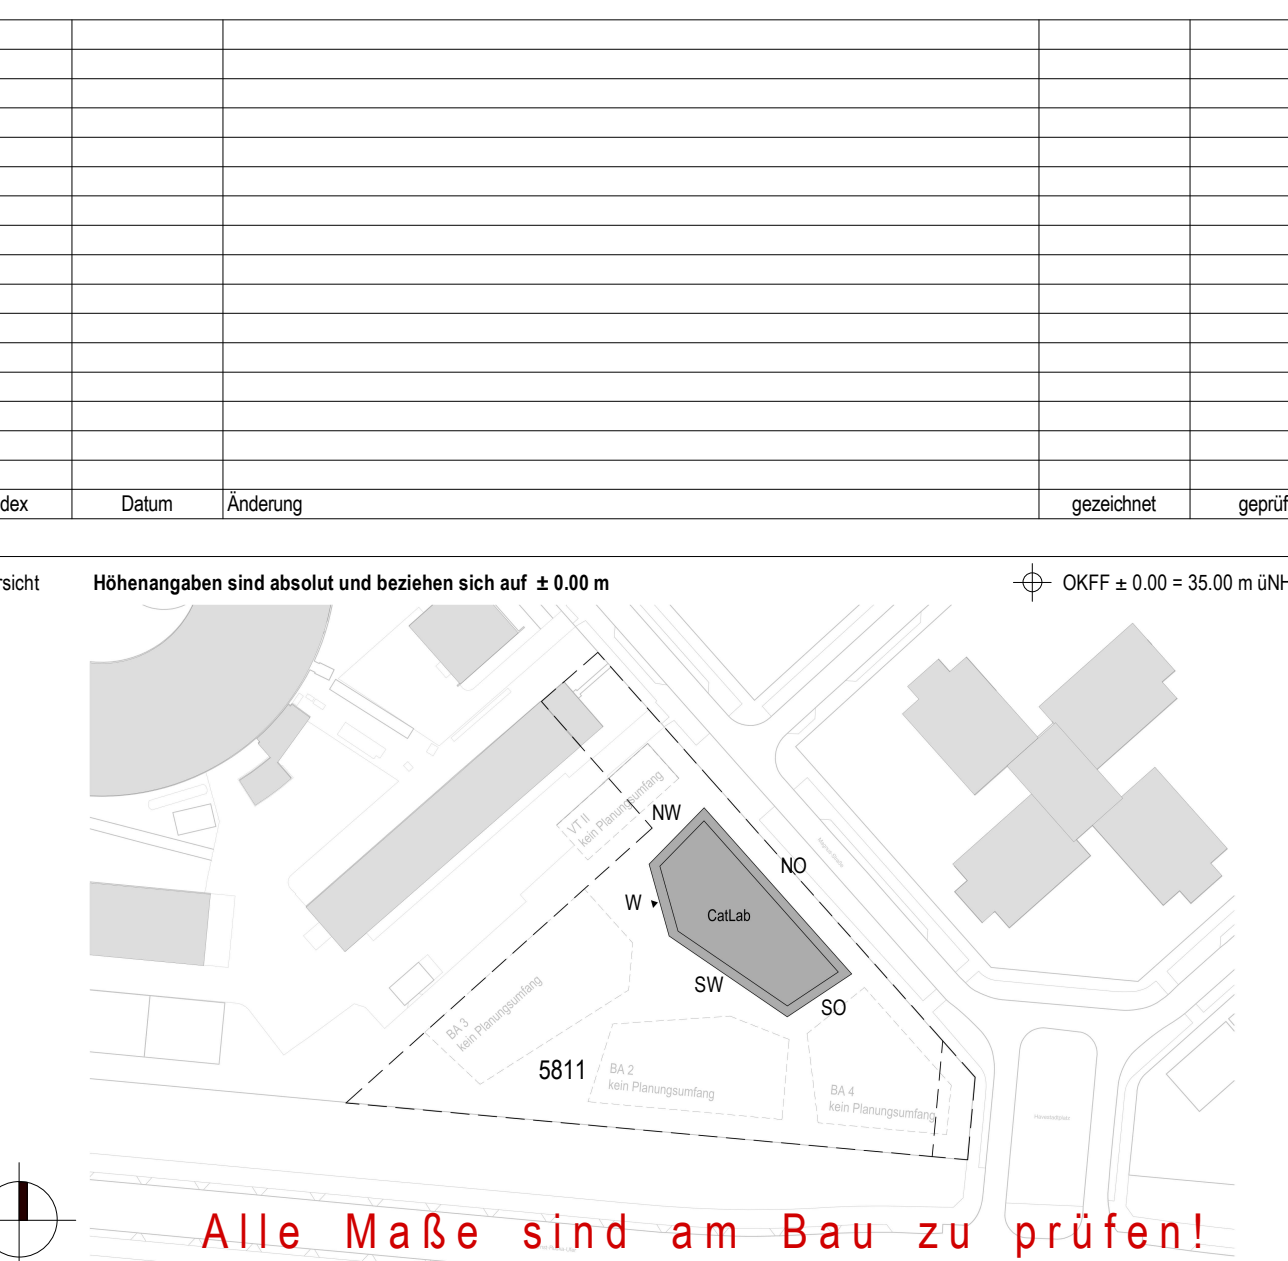 dex Datum Änderung gezeichnet geprüf
rsicht Höhenangaben sind absolut und beziehen sich auf ± 0.00 m OKFF ± 0.00 = 35.00 m üNH
VT II
kein Planungsumfang
NW
NO
W
CatLab
SW
SO
BA 3
kein Planungsumfang
5811
BA 2
kein Planungsumfang
BA 4
kein Planungsumfang
Alle Maße sind am Bau zu prüfen!